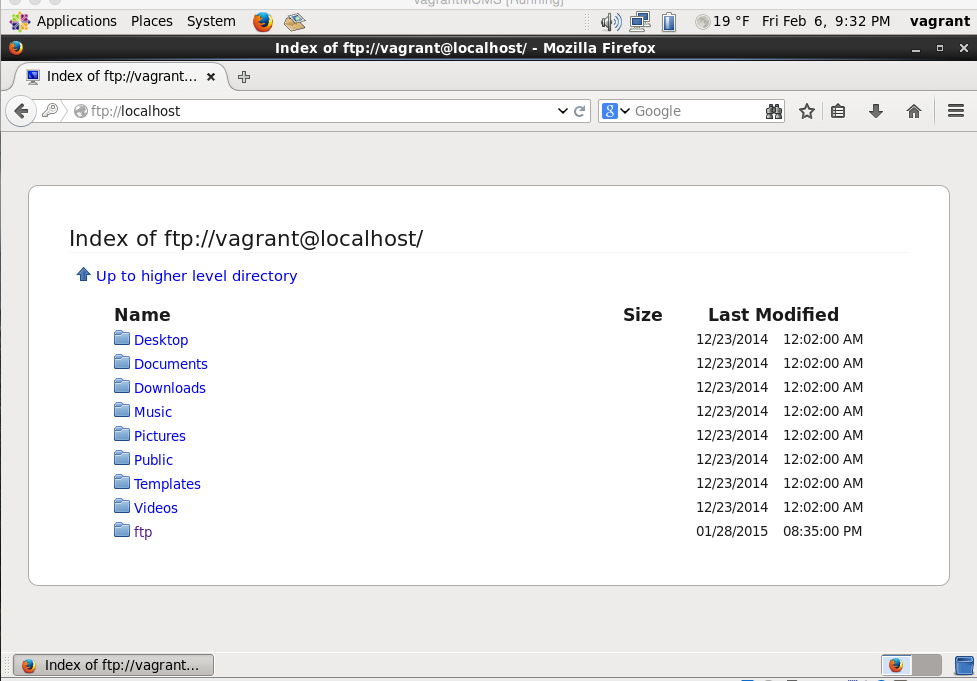 vagrantMCMS [Running]
Applications Places System 19 °F Fri Feb 6, 9:32 PM vagrant
Index of ftp://vagrant@localhost/ - Mozilla Firefox
Index of ftp://vagrant...
ftp://localhost 8 Google
Index of ftp://vagrant@localhost/
Up to higher level directory
Name Size Last Modified
Desktop 12/23/2014 12:02:00 AM
Documents 12/23/2014 12:02:00 AM
Downloads 12/23/2014 12:02:00 AM
Music 12/23/2014 12:02:00 AM
Pictures 12/23/2014 12:02:00 AM
Public 12/23/2014 12:02:00 AM
Templates 12/23/2014 12:02:00 AM
Videos 12/23/2014 12:02:00 AM
ftp 01/28/2015 08:35:00 PM
Index of ftp://vagrant...